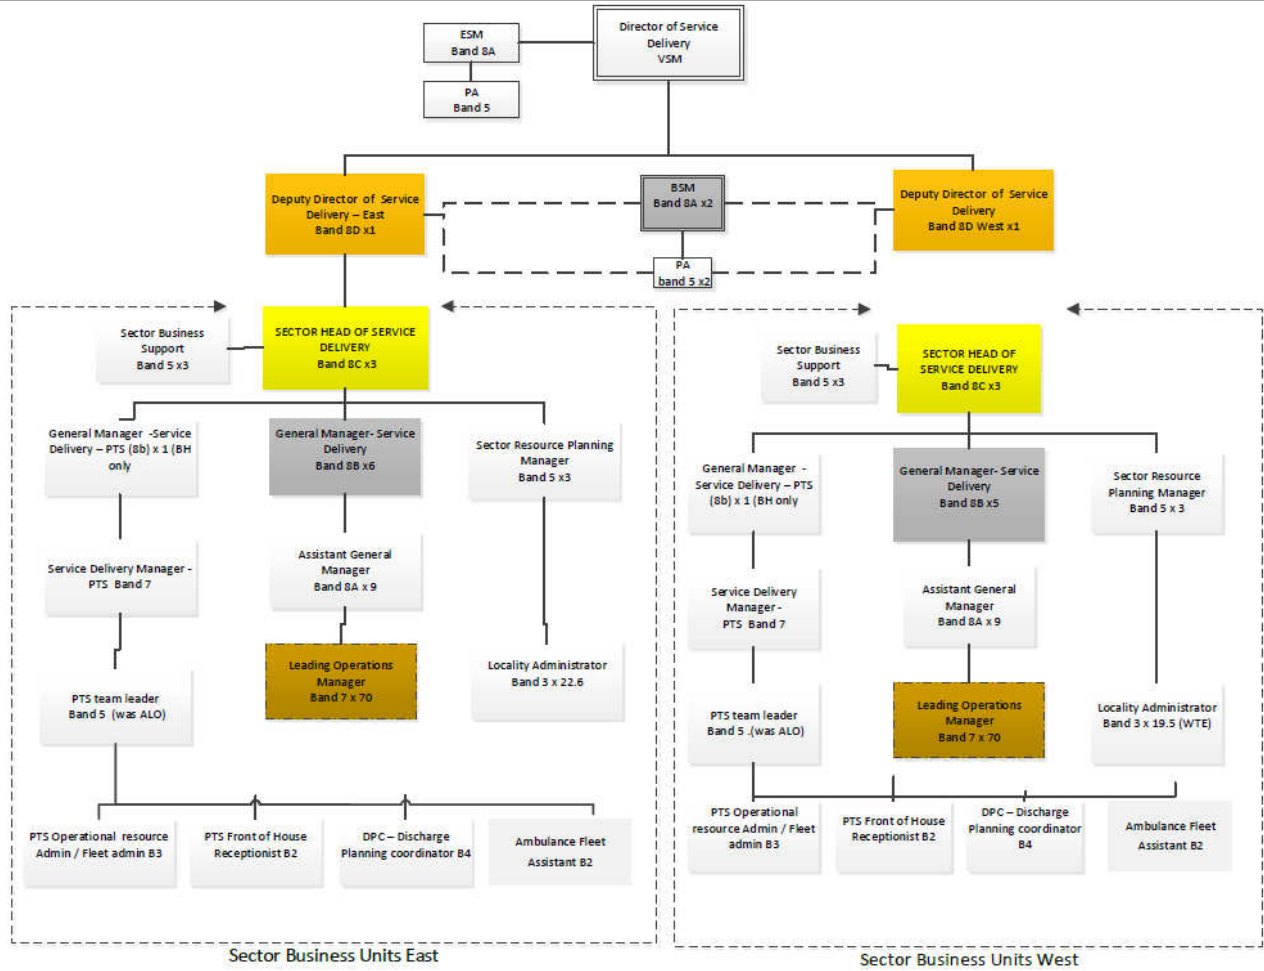 ESM
Band 8A
Director of Service
Delivery
VSM
PA
Band 5
Deputy Director of Service
Delivery – East
Band 8D x1
BSM
Band 8A x2
Deputy Director of Service
Delivery
Band 8D West x1
PA
band 5 x2
Sector Business
Support
Band 5 x3
SECTOR HEAD OF SERVICE
DELIVERY
Band 8C x3
General Manager -Service
Delivery – PTS (8b) x 1 (BH
only
General Manager- Service
Delivery
Band 8B x6
Sector Resource Planning
Manager
Band 5 x3
Service Delivery Manager -
PTS Band 7
Assistant General
Manager
Band 8A x 9
PTS team leader
Band 5 (was ALO)
Leading Operations
Manager
Band 7 x 70
Locality Administrator
Band 3 x 22.6
PTS Operational resource
Admin / Fleet admin B3
PTS Front of House
Receptionist B2
DPC – Discharge
Planning coordinator B4
Ambulance Fleet
Assistant B2
Sector Business Units East
Sector Business
Support
Band 5 x3
SECTOR HEAD OF
SERVICE DELIVERY
Band 8C x3
General Manager -
Service Delivery – PTS
(8b) x 1 (BH only
General Manager- Service
Delivery
Band 8B x5
Sector Resource
Planning Manager
Band 5 x 3
Service Delivery
Manager -
PTS Band 7
Assistant General
Manager
Band 8A x 9
PTS team leader
Band 5 .(was ALO)
Leading Operations
Manager
Band 7 x 70
Locality Administrator
Band 3 x 19.5 (WTE)
PTS Operational
resource Admin / Fleet
admin B3
PTS Front of House
Receptionist B2
DPC – Discharge
Planning coordinator
B4
Ambulance Fleet
Assistant B2
Sector Business Units West